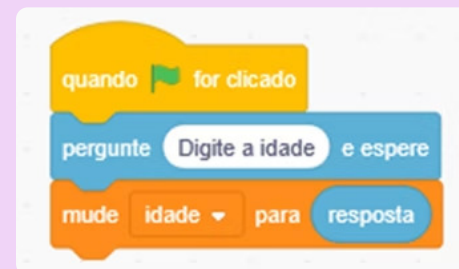 quando for clicado
pergunte Digite a idade e espere
mude idade para resposta